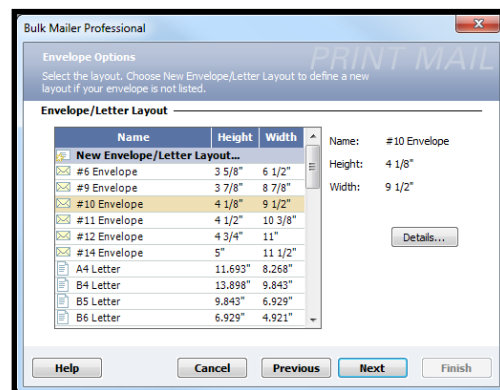 Bulk Mailer Professional
PRINT MAIL
Envelope Options
Select the layout. Choose New Envelope/Letter Layout to define a new
layout if your envelope is not listed.
Envelope/Letter Layout
Name Height Width
New Envelope/Letter Layout...
#6 Envelope 3 5/8" 6 1/2"
#9 Envelope 3 7/8" 8 7/8"
#10 Envelope 4 1/8" 9 1/2"
#11 Envelope 4 1/2" 10 3/8"
#12 Envelope 4 3/4" 11"
#14 Envelope 5" 11 1/2"
A4 Letter 11.693" 8.268"
B4 Letter 13.898" 9.843"
B5 Letter 9.843" 6.929"
B6 Letter 6.929" 4.921"
Name: #10 Envelope
Height: 4 1/8"
Width: 9 1/2"
Details...
Help Cancel Previous Next Finish